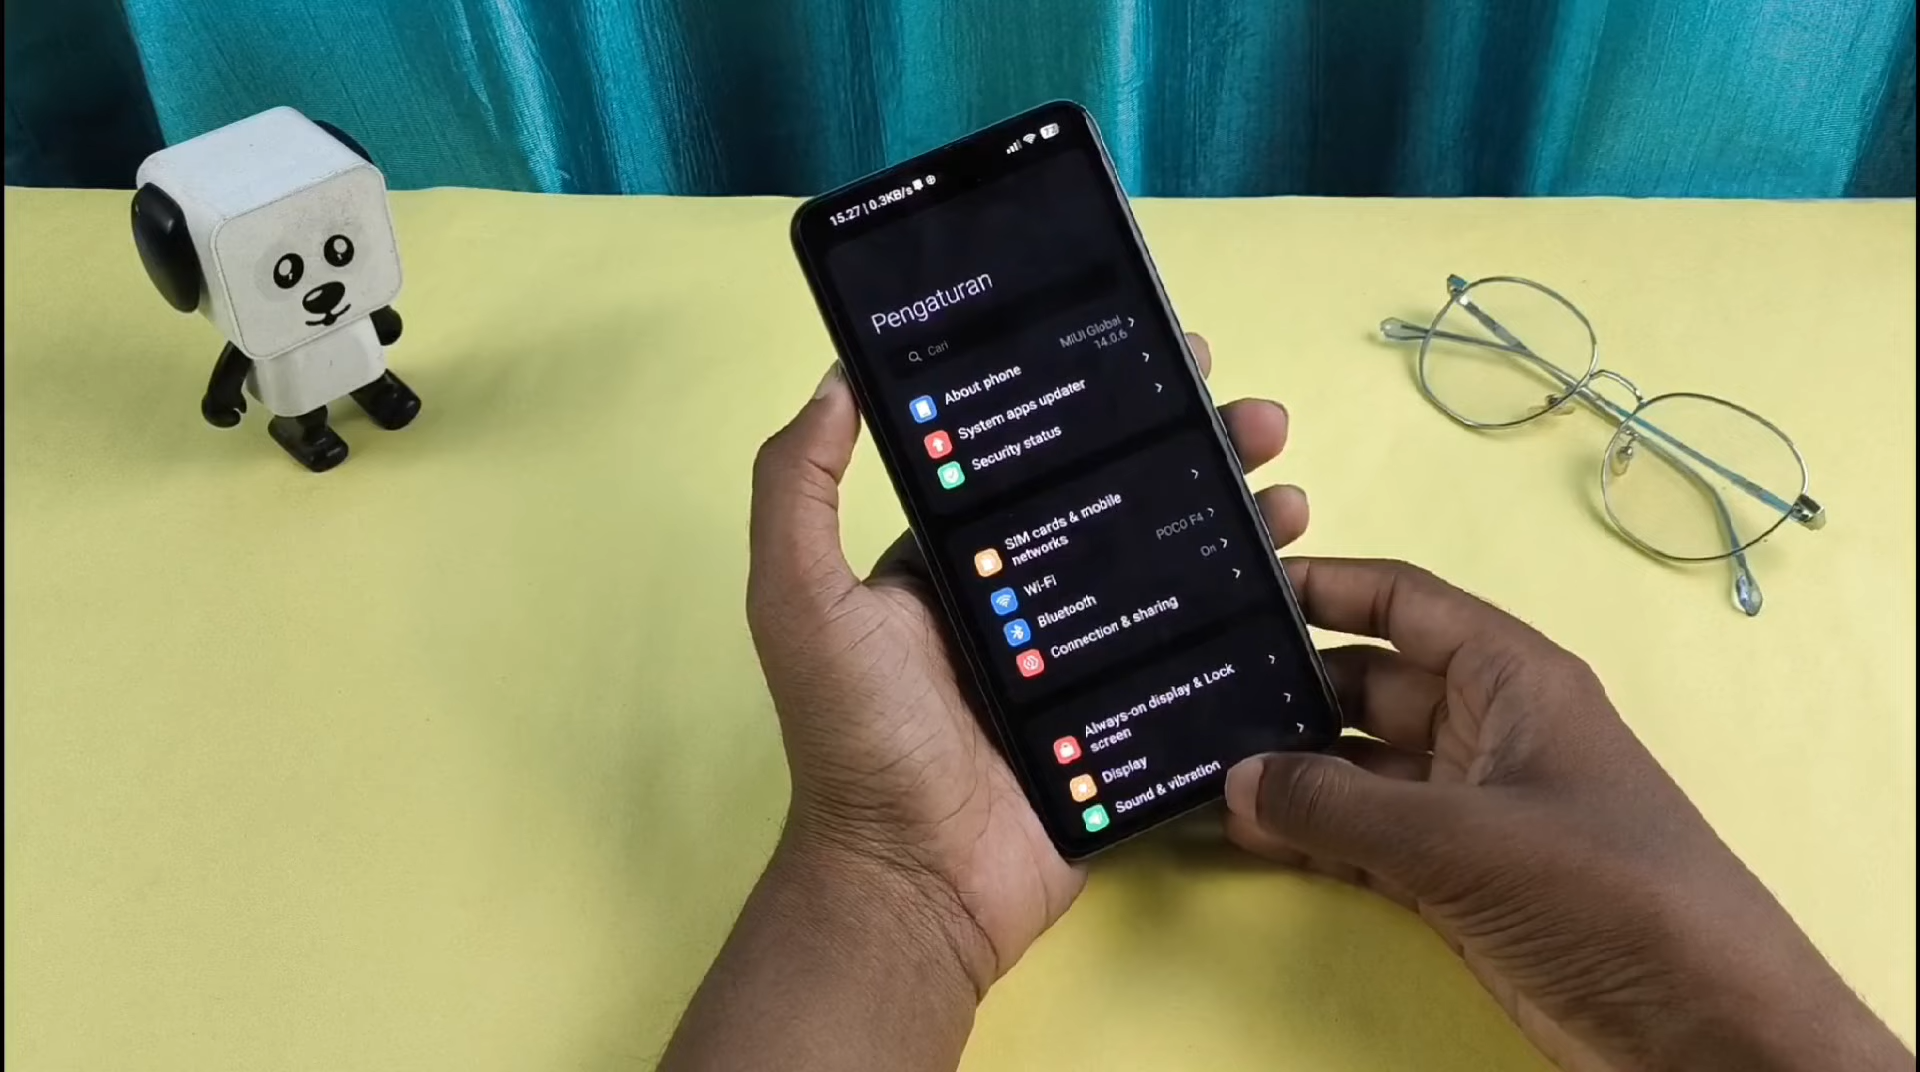 15.27 | 0.3KB/s
72
Pengaturan
Cari
About phone
MIUI Global
14.0.6
System apps updater
Security status
SIM cards & mobile
networks
Wi-Fi
POCO F4
Bluetooth
On
Connection & sharing
Always-on display & Lock
screen
Display
Sound & vibration